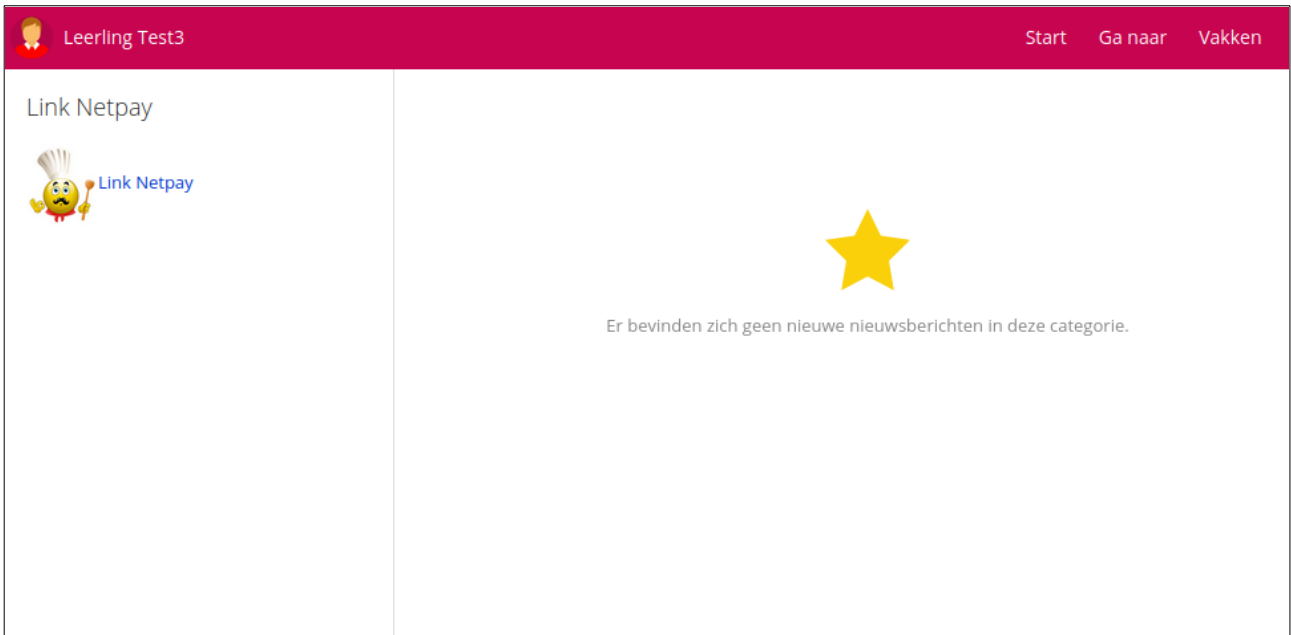 Leerling Test3
Start Ga naar Vakken
Link Netpay
Link Netpay
Er bevinden zich geen nieuwe nieuwsberichten in deze categorie.